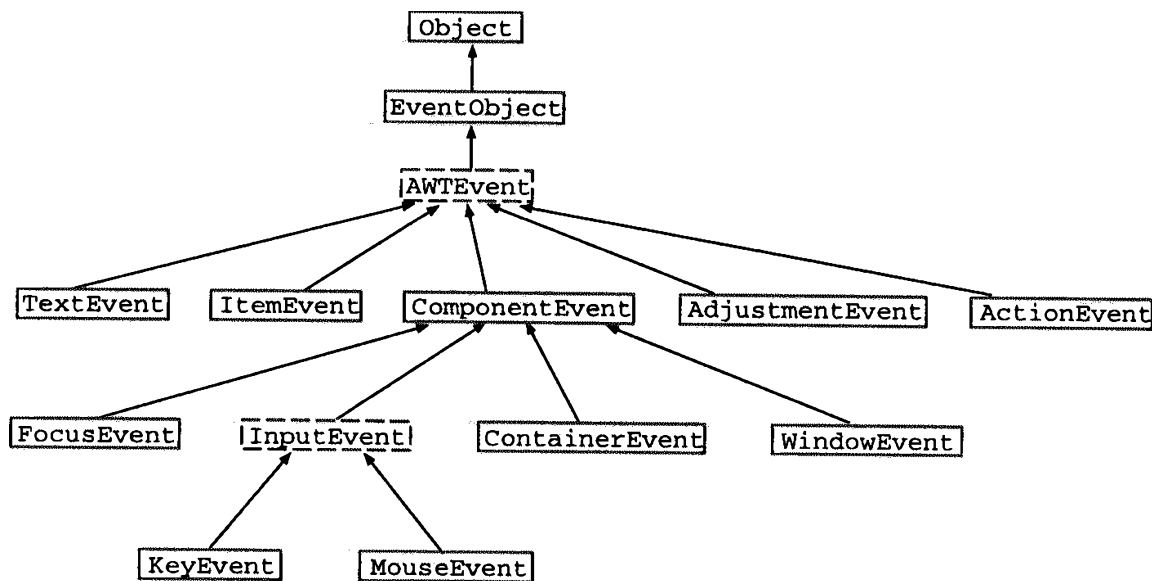 Object
EventObject
AWTEvent
TextEvent
ItemEvent
ComponentEvent
AdjustmentEvent
ActionEvent
FocusEvent
InputEvent
ContainerEvent
WindowEvent
KeyEvent
MouseEvent